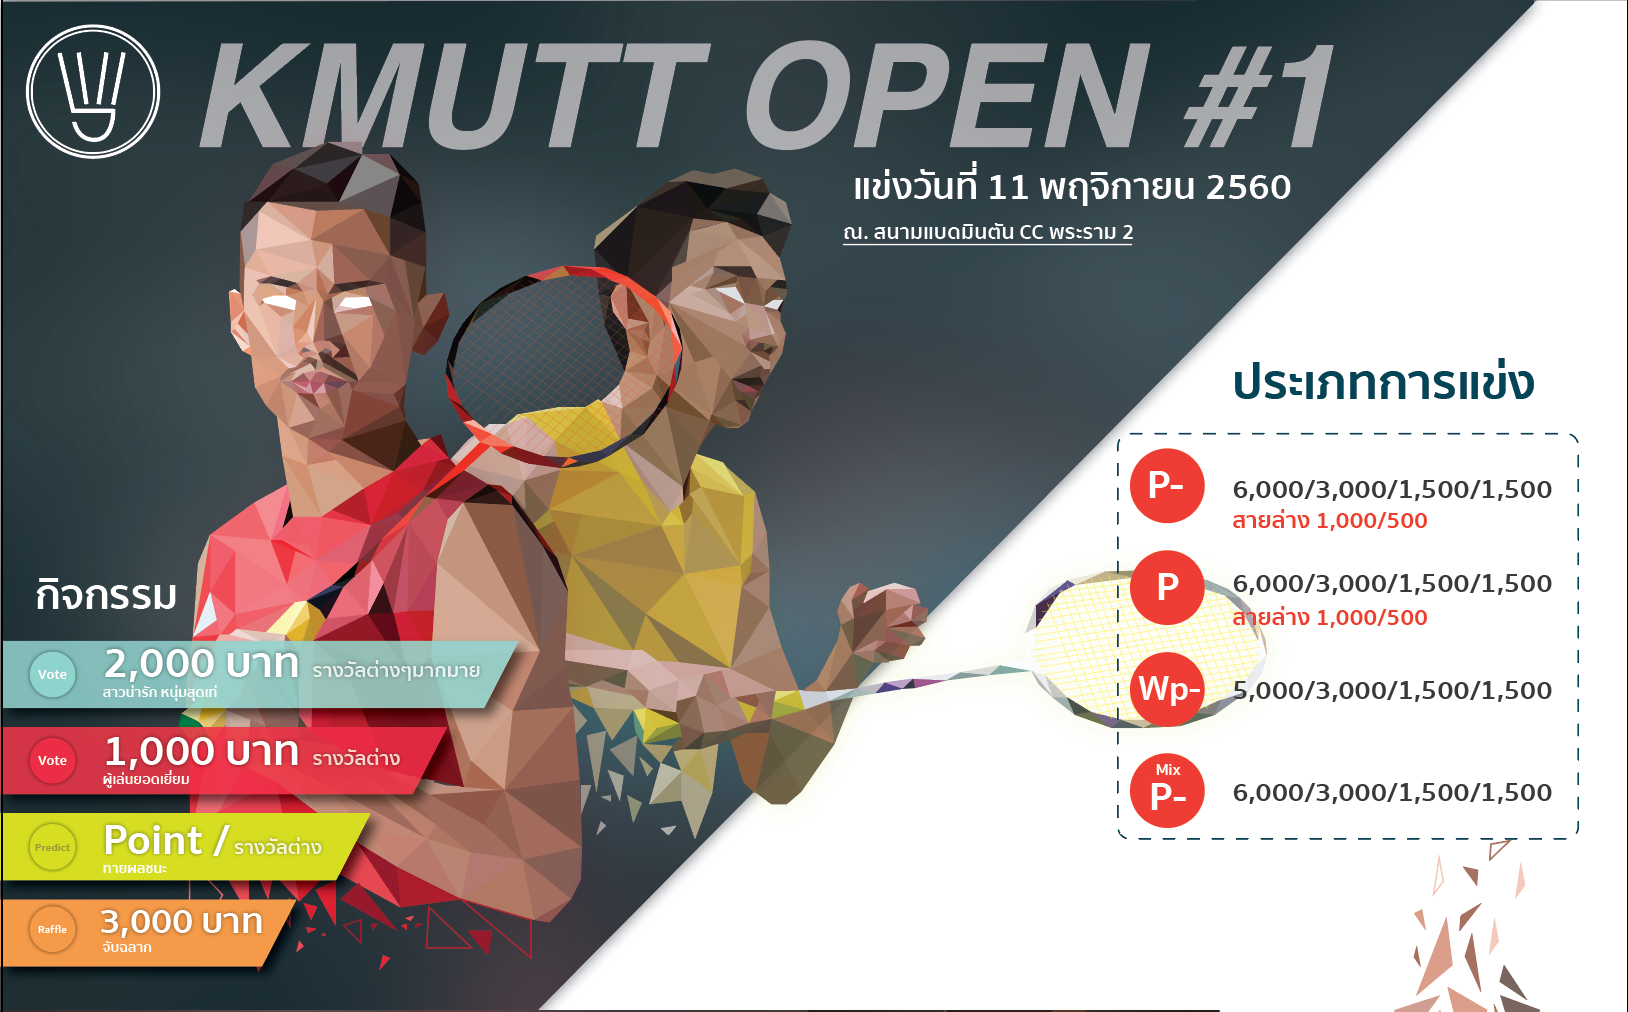 KMUTT OPEN #1
แข่งวันที่ 11 พฤจิกายน 2560
ณ. สนามแบดมินตัน CC พระราม 2
ประเภทการแข่ง
P- 6,000/3,000/1,500/1,500
สายล่าง 1,000/500
P 6,000/3,000/1,500/1,500
สายล่าง 1,000/500
Wp- 5,000/3,000/1,500/1,500
Mix
P- 6,000/3,000/1,500/1,500
กิจกรรม
Vote 2,000 บาท รางวัลต่างๆมากมาย
สาวน่ารัก หนุ่มสุดเท่
Vote 1,000 บาท รางวัลต่าง
ผู้เล่นยอดเยี่ยม
Predict Point / รางวัลต่าง
ทายผลชนะ
Raffle 3,000 บาท
จับฉลาก